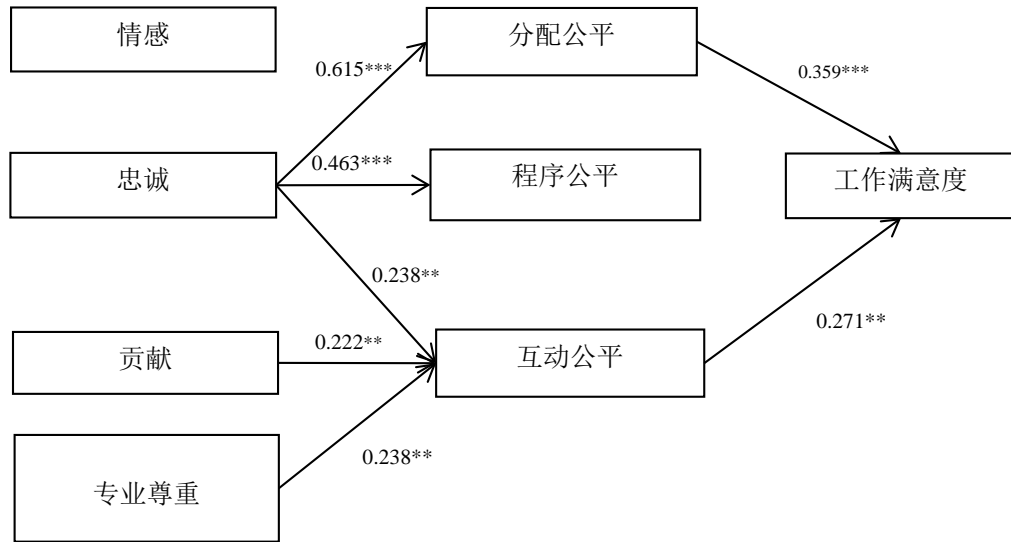 情感
分配公平
0.615***
0.359***
忠诚
0.463***
程序公平
工作满意度
0.238**
贡献
0.222**
互动公平
0.271**
0.238**
专业尊重